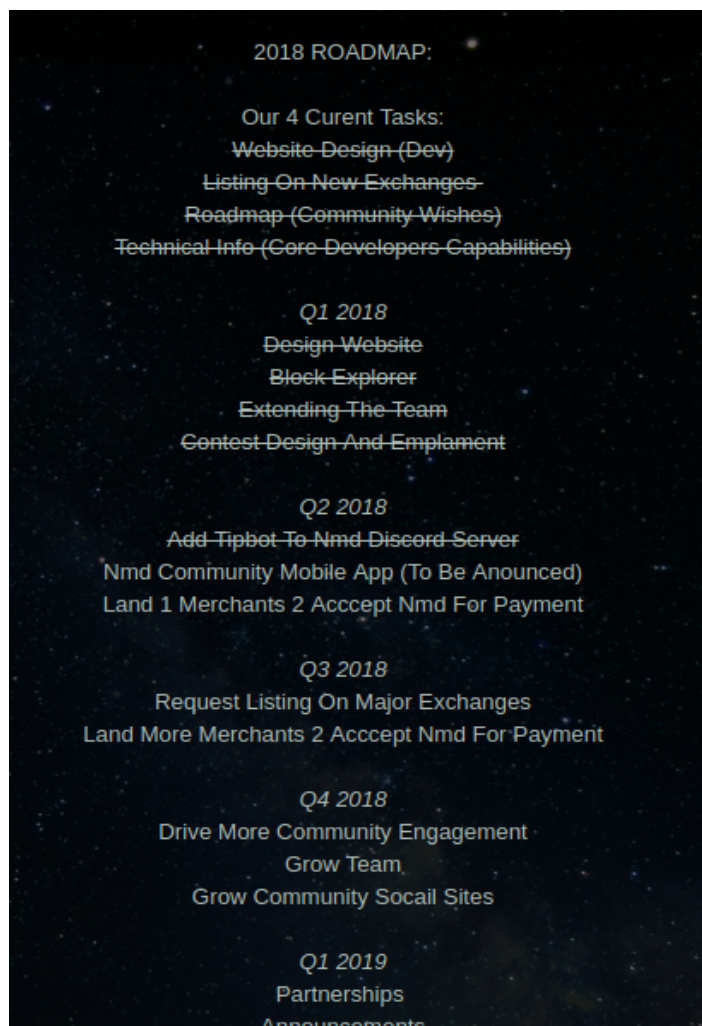 2018 ROADMAP:
Our 4 Curent Tasks:
Website Design (Dev)
Listing On New Exchanges
Roadmap (Community Wishes)
Technical Info (Core Developers Capabilities)
Q1 2018
Design Website
Block Explorer
Extending The Team
Contest Design And Emplament
Q2 2018
Add Tipbot To Nmd Discord Server
Nmd Community Mobile App (To Be Anounced)
Land 1 Merchants 2 Acccept Nmd For Payment
Q3 2018
Request Listing On Major Exchanges
Land More Merchants 2 Acccept Nmd For Payment
Q4 2018
Drive More Community Engagement
Grow Team
Grow Community Socail Sites
Q1 2019
Partnerships
Announcements